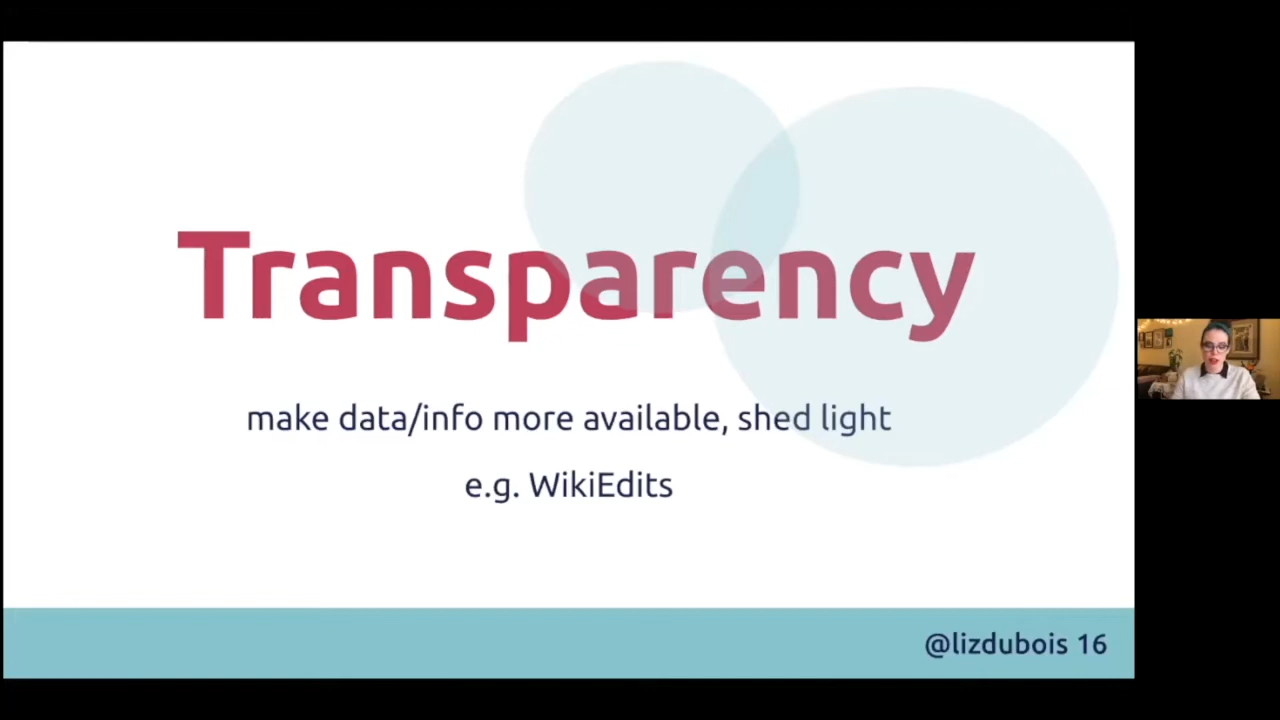 Transparency
make data/info more available, shed light
e.g. WikiEdits
@lizdubois 16